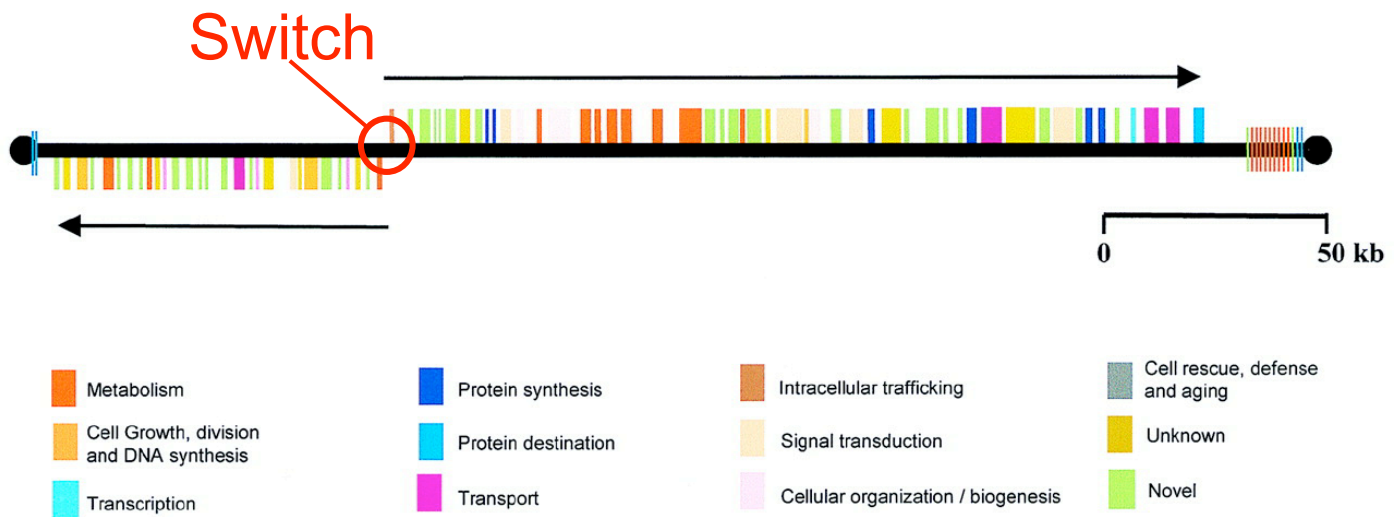 Switch
0
50 kb
Metabolism
Cell Growth, division
and DNA synthesis
Transcription
Protein synthesis
Protein destination
Transport
Intracellular trafficking
Signal transduction
Cellular organization / biogenesis
Cell rescue, defense
and aging
Unknown
Novel